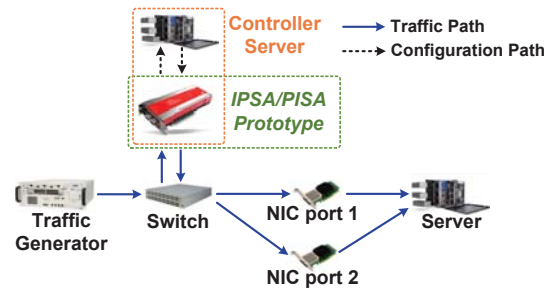 Controller
Server
Traffic Path
Configuration Path
IPSA/PISA
Prototype
Traffic
Generator
Switch
NIC port 1
Server
NIC port 2